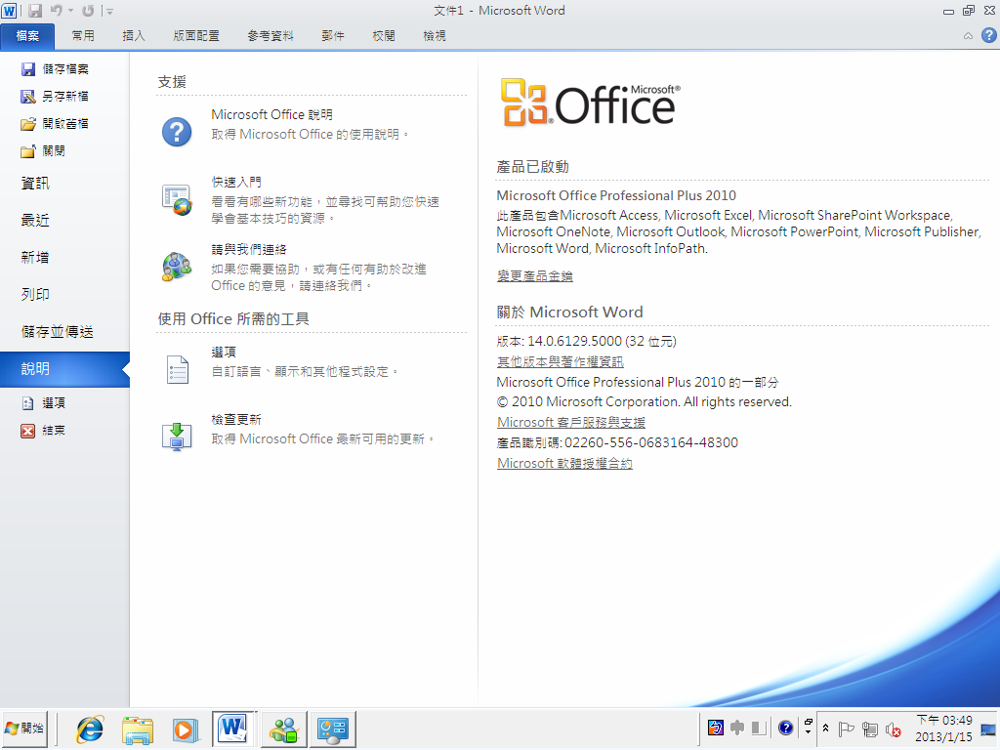 文件1 - Microsoft Word
檔案
常用
插入
版面配置
參考資料
郵件
校閱
檢視
儲存檔案
另存新檔
開啟舊檔
關閉
資訊
最近
新增
列印
儲存並傳送
說明
選項
結束
支援
Microsoft Office 說明
取得 Microsoft Office 的使用說明。
快速入門
看看有哪些新功能，並尋找可幫助您快速
學會基本技巧的資源。
請與我們連絡
如果您需要協助，或有任何有助於改進
Office 的意見，請連絡我們。
使用 Office 所需的工具
選項
自訂語言、顯示和其他程式設定。
檢查更新
取得 Microsoft Office 最新可用的更新。
Microsoft®
Office
產品已啟動
Microsoft Office Professional Plus 2010
此產品包含Microsoft Access, Microsoft Excel, Microsoft SharePoint Workspace,
Microsoft OneNote, Microsoft Outlook, Microsoft PowerPoint, Microsoft Publisher,
Microsoft Word, Microsoft InfoPath.
變更產品金鑰
關於 Microsoft Word
版本: 14.0.6129.5000 (32 位元)
其他版本與著作權資訊
Microsoft Office Professional Plus 2010 的一部分
© 2010 Microsoft Corporation. All rights reserved.
Microsoft 客戶服務與支援
產品識別碼: 02260-556-0683164-48300
Microsoft 軟體授權合約
開始
中
下午 03:49
2013/1/15